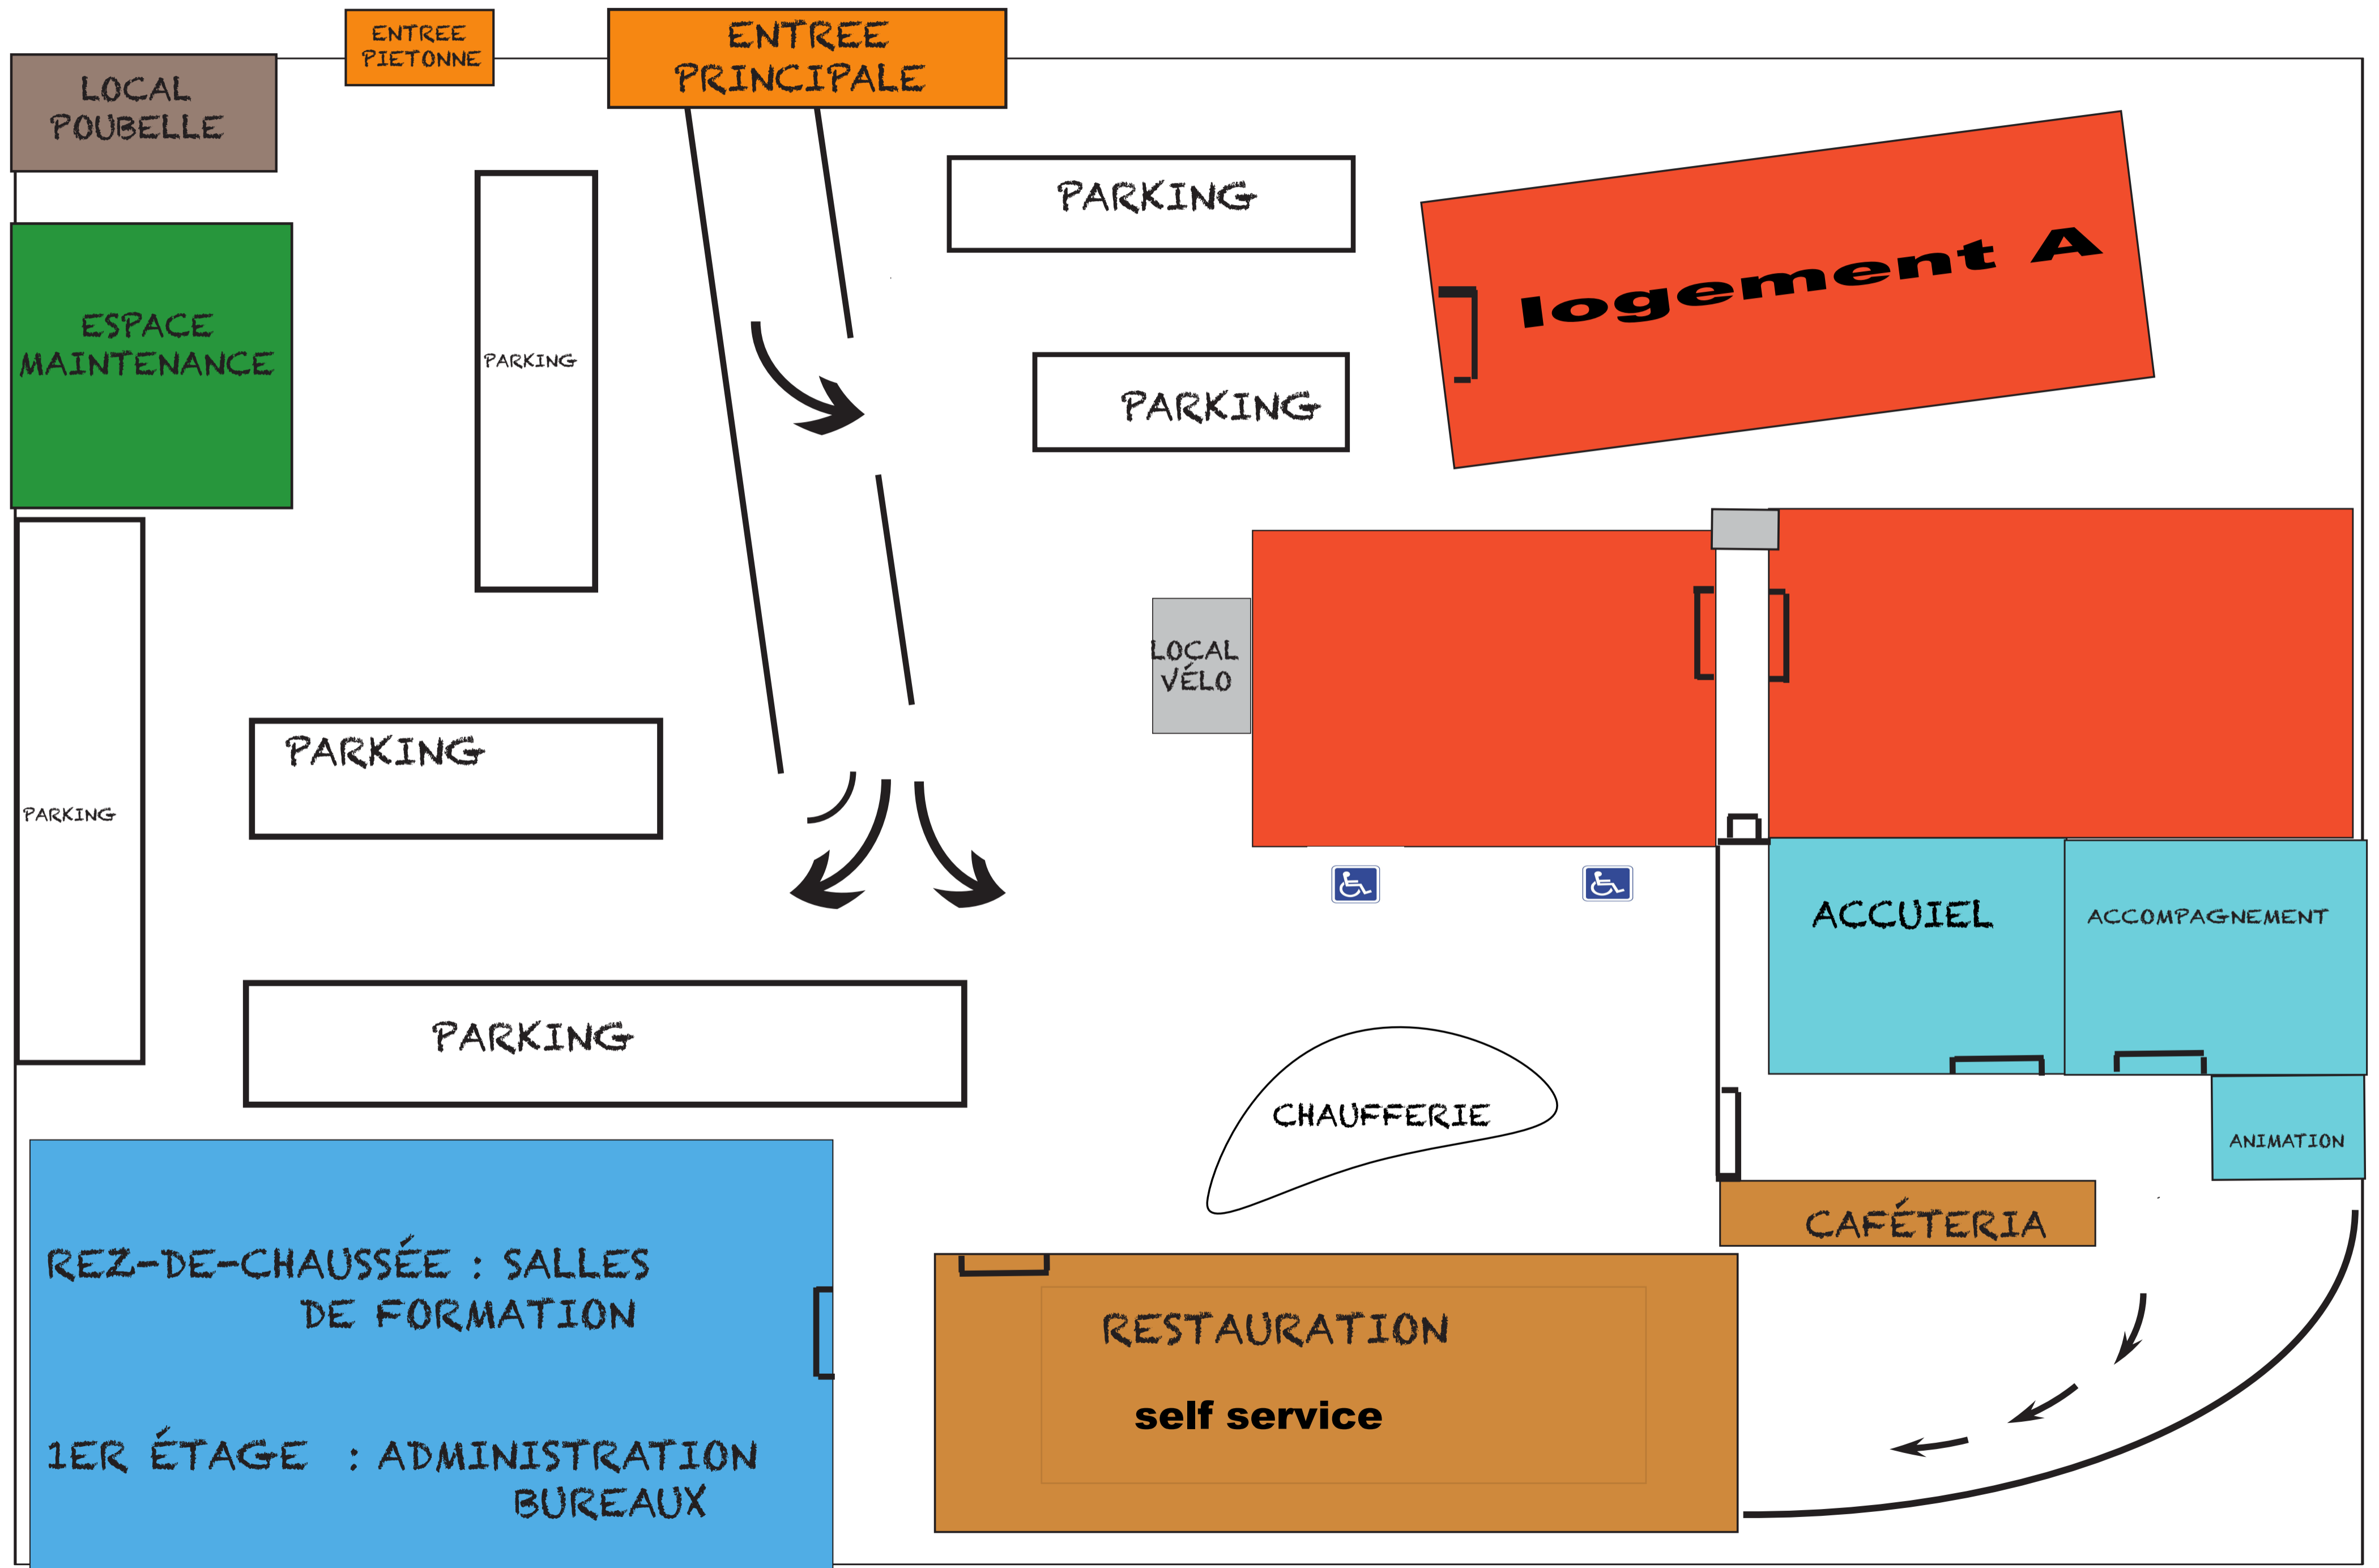 ENTREE
PIETONNE
ENTREE
PRINCIPALE
LOCAL
POUBELLE
PARKING
logement A
ESPACE
MAINTENANCE
PARKING
PARKING
LOCAL
VÉLO
PARKING
PARKING
ACCUIEL
ACCOMPAGNEMENT
PARKING
CHAUFFERIE
ANIMATION
CAFÉTERIA
REZ-DE-CHAUSSÉE : SALLES
DE FORMATION
RESTAURATION
self service
1ER ÉTAGE : ADMINISTRATION
BUREAUX